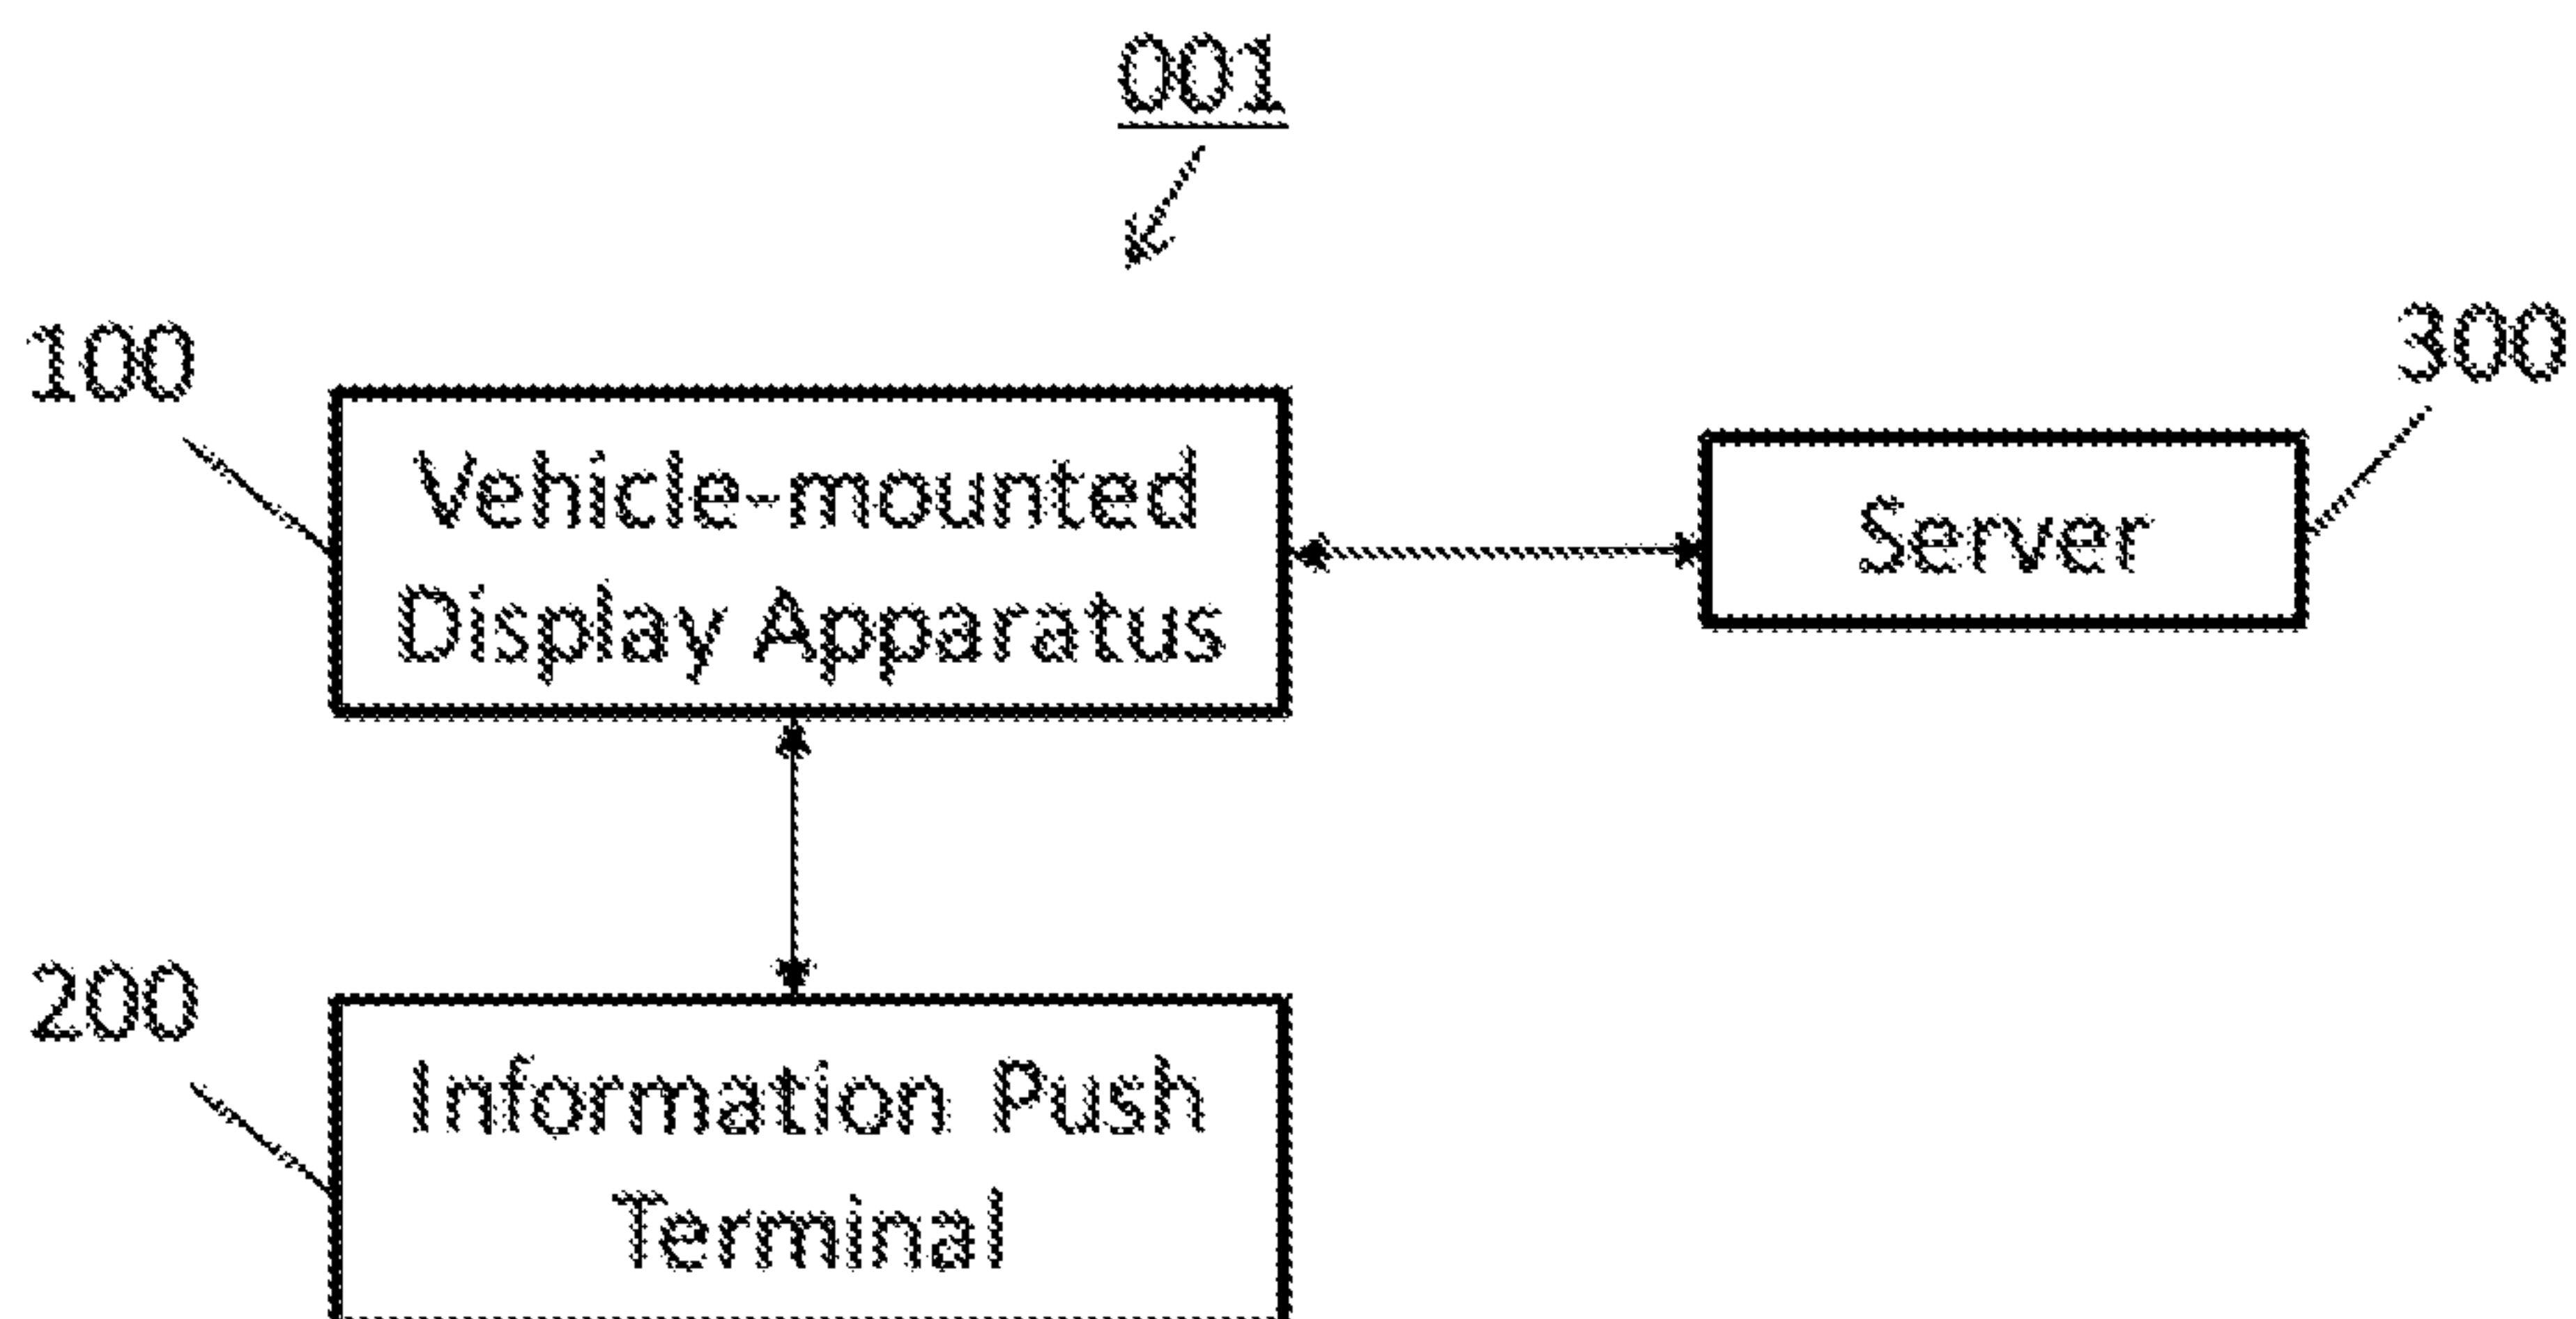 001
100
300
Vehicle-mounted
Display Apparatus
Server
200
Information Push
Terminal